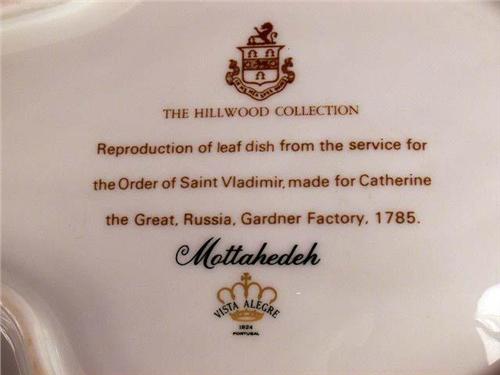 THE HILLWOOD COLLECTION
Reproduction of leaf dish from the service for
the Order of Saint Vladimir, made for Catherine
the Great, Russia, Gardner Factory, 1785.
Mottahedeh
VISTA ALEGRE
1824
PORTUGAL